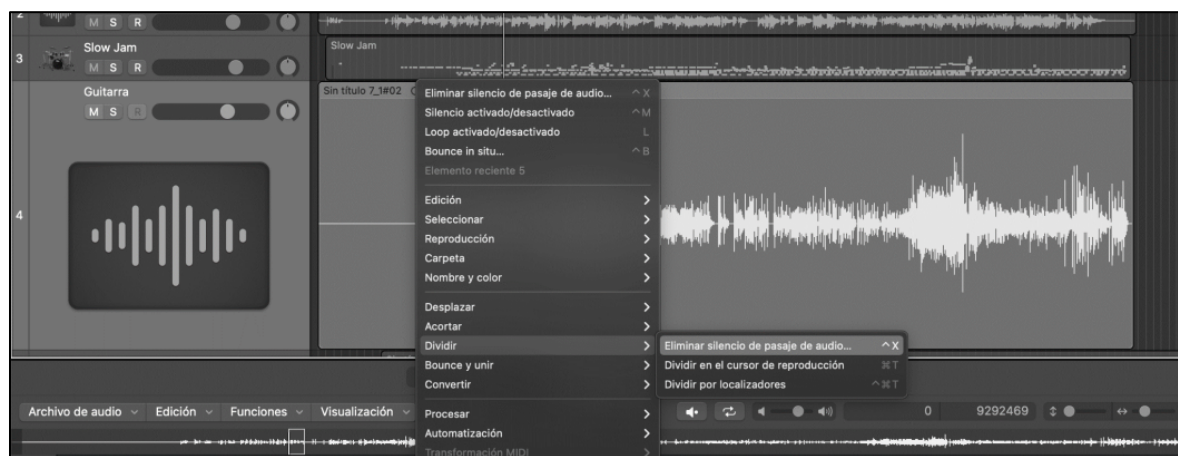 2
M S R
Slow Jam
3 Slow Jam
M S R
Guitarra
Sin título 7_1#02
M S R
4
Eliminar silencio de pasaje de audio... ^X
Silencio activado/desactivado ^M
Loop activado/desactivado L
Bounce in situ... ^B
Elemento reciente 5
Edición
Seleccionar
Reproducción
Carpeta
Nombre y color
Desplazar
Acortar
Dividir
Eliminar silencio de pasaje de audio... ^X
Dividir en el cursor de reproducción ⌘T
Dividir por localizadores ^⌘T
Bounce y unir
Convertir
Procesar
Automatización
Transformación MIDI
Archivo de audio Edición Funciones Visualización
0 9292469